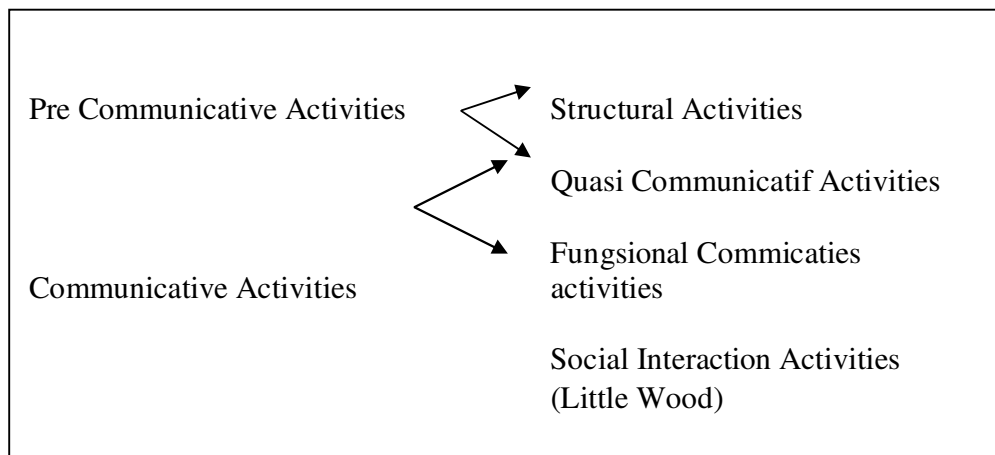 Pre Communicative Activities
Structural Activities
Quasi Communicatif Activities
Communicative Activities
Fungsional Commicaties
activities
Social Interaction Activities
(Little Wood)